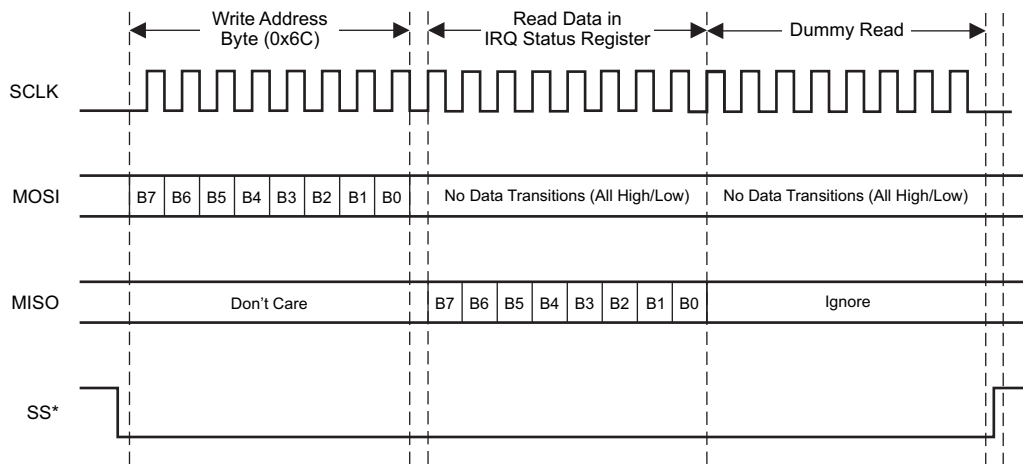 Write Address
Byte (0x6C)
Read Data in
IRQ Status Register
Dummy Read
SCLK
MOSI
B7 B6 B5 B4 B3 B2 B1 B0
No Data Transitions (All High/Low)
No Data Transitions (All High/Low)
MISO
Don't Care
B7 B6 B5 B4 B3 B2 B1 B0
Ignore
SS*